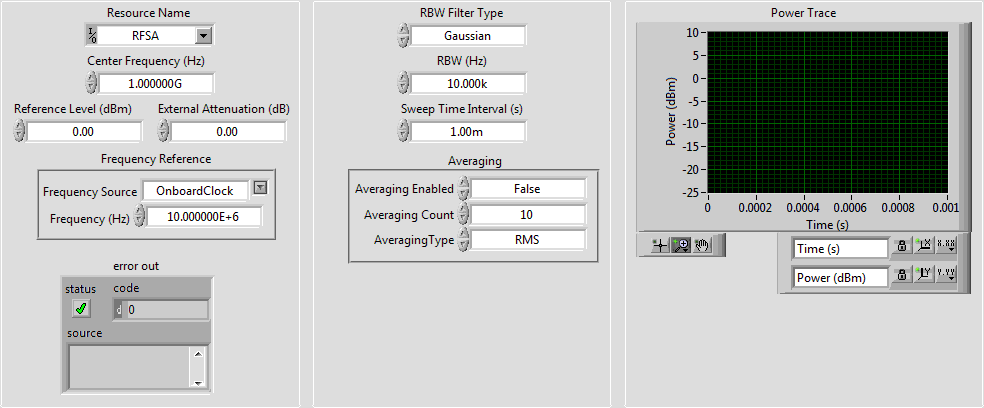 Resource Name
I/O RFSA
Center Frequency (Hz)
1.000000G
Reference Level (dBm) External Attenuation (dB)
0.00 0.00
Frequency Reference
Frequency Source OnboardClock
Frequency (Hz) 10.000000E+6
error out
status code
d 0
source
RBW Filter Type
Gaussian
RBW (Hz)
10.000k
Sweep Time Interval (s)
1.00m
Averaging
Averaging Enabled False
Averaging Count 10
AveragingType RMS
Power Trace
Power (dBm)
10
5
0
-5
-10
-15
-20
-25
0 0.0002 0.0004 0.0006 0.0008 0.001
Time (s)
Time (s) X X.XX
Power (dBm) Y Y.YY